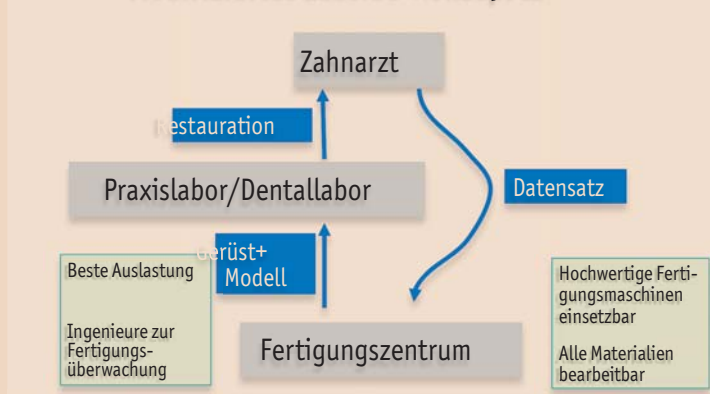 Zahnarzt
Restauration
Praxislabor/Dentallabor
Datensatz
Gerüst+
Modell
Beste Auslastung
Ingenieure zur
Fertigungs-
überwachung
Fertigungszentrum
Hochwertige Ferti-
gungsmaschinen
einsetzbar
Alle Materialien
bearbeitbar